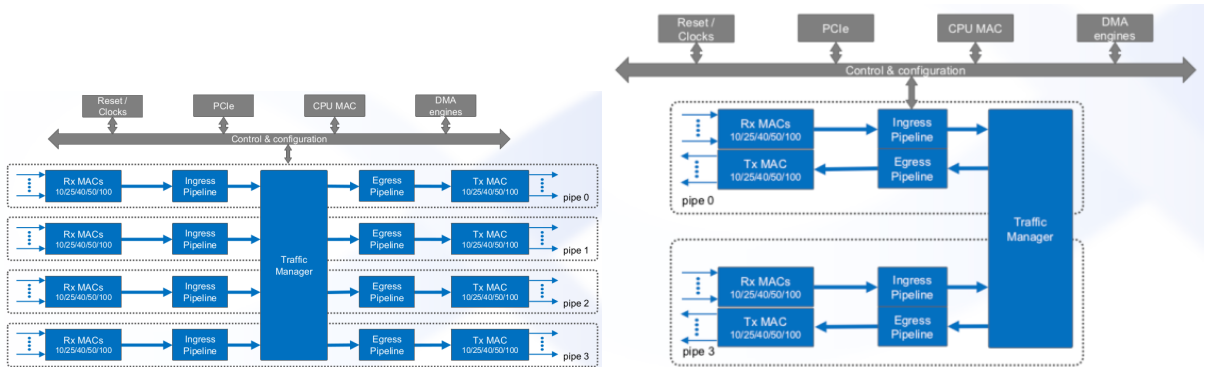 Reset /
Clocks
PCIe
CPU MAC
DMA
engines
Control & configuration
Rx MACs
10/25/40/50/100
Ingress
Pipeline
Egress
Pipeline
Tx MAC
10/25/40/50/100
pipe 0
Rx MACs
10/25/40/50/100
Ingress
Pipeline
Egress
Pipeline
Tx MAC
10/25/40/50/100
pipe 1
Traffic
Manager
Rx MACs
10/25/40/50/100
Ingress
Pipeline
Egress
Pipeline
Tx MAC
10/25/40/50/100
pipe 2
Rx MACs
10/25/40/50/100
Ingress
Pipeline
Egress
Pipeline
Tx MAC
10/25/40/50/100
pipe 3
Reset /
Clocks
PCIe
CPU MAC
DMA
engines
Control & configuration
Rx MACs
10/25/40/50/100
Ingress
Pipeline
Tx MAC
10/25/40/50/100
Egress
Pipeline
pipe 0
Traffic
Manager
Rx MACs
10/25/40/50/100
Ingress
Pipeline
Tx MAC
10/25/40/50/100
Egress
Pipeline
pipe 3